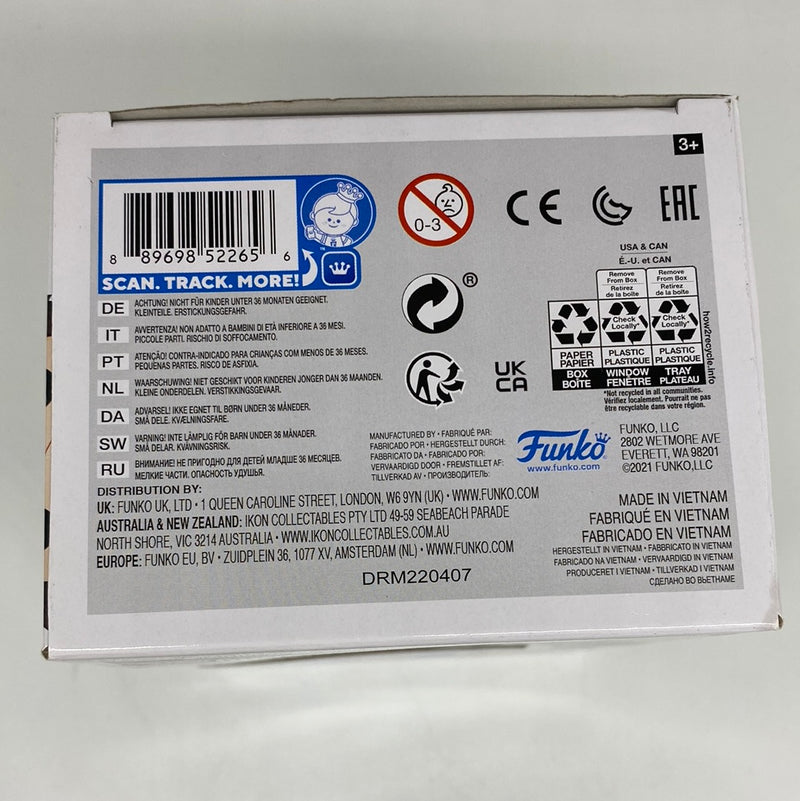 3+
8 89698 52265 6
™
SCAN. TRACK. MORE!
0-3
CE
EAC
®
UK
CA
USA & CAN
É.-U. et CAN
Remove
From Box
Retirez
de la boîte
Remove
From Box
Retirez
de la boîte
Check
Locally*
Check
Locally*
PAPER
PAPIER
PLASTIC
PLASTIQUE
PLASTIC
PLASTIQUE
BOX
BOÎTE
WINDOW
FENÊTRE
TRAY
PLATEAU
how2recycle.info
*Not recycled in all communities.
Vérifiez localement. Pourrait ne pas
être recyclable dans votre région.
DE ACHTUNG! NICHT FÜR KINDER UNTER 36 MONATEN GEEIGNET.
KLEINTEILE. ERSTICKUNGSGEFAHR.
IT AVVERTENZA! NON ADATTO A BAMBINI DI ETÀ INFERIORE A 36 MESI.
PICCOLE PARTI. RISCHIO DI SOFFOCAMENTO.
PT ATENÇÃO! CONTRA-INDICADO PARA CRIANÇAS COM MENOS DE 36 MESES.
PEQUENAS PARTES. RISCO DE ASFIXIA.
NL WAARSCHUWING! NIET GESCHIKT VOOR KINDEREN JONGER DAN 36 MAANDEN.
KLEINE ONDERDELEN. VERSTIKKINGSGEVAAR.
DA ADVARSEL! IKKE EGNET TIL BØRN UNDER 36 MÅNEDER.
SMÅ DELE. KVÆLNINGSFARE.
SW VARNING! INTE LÄMPLIG FÖR BARN UNDER 36 MÅNADER.
SMÅ DELAR. KVÄVNINGSRISK.
RU ВНИМАНИЕ! НЕ ПРИГОДНО ДЛЯ ДЕТЕЙ МЛАДШЕ 36 МЕСЯЦЕВ.
МЕЛКИЕ ЧАСТИ. ОПАСНОСТЬ УДУШЬЯ.
MANUFACTURED BY • FABRIQUÉ PAR:
FABRICADO POR • HERGESTELLT DURCH:
FABBRICATO DA • FABRICADO POR:
VERVAARDIGD DOOR • FREMSTILLET AF:
TILLVERKAD AV • ПРОИЗВОДИТЕЛЬ:
Funko
www.funko.com
FUNKO, LLC
2802 WETMORE AVE
EVERETT, WA 98201
©2021 FUNKO,LLC
DISTRIBUTION BY:
UK: FUNKO UK, LTD • 1 QUEEN CAROLINE STREET, LONDON, W6 9YN (UK) • WWW.FUNKO.COM
AUSTRALIA & NEW ZEALAND: IKON COLLECTABLES PTY LTD 49-59 SEABEACH PARADE
NORTH SHORE, VIC 3214 AUSTRALIA • WWW.IKONCOLLECTABLES.COM.AU
EUROPE: FUNKO EU, BV • ZUIDPLEIN 36, 1077 XV, AMSTERDAM (NL) • WWW.FUNKO.COM
DRM220407
MADE IN VIETNAM
FABRIQUÉ EN VIETNAM
FABRICADO EN VIETNAM
HERGESTELLT IN VIETNAM • FABBRICATO IN VIETNAM
FABRICADO NA VIETNAM • VERVAARDIGD IN VIETNAM
PRODUCERET I VIETNAM • TILLVERKAD I VIETNAM
СДЕЛАНО ВО ВЬЕТНАМЕ